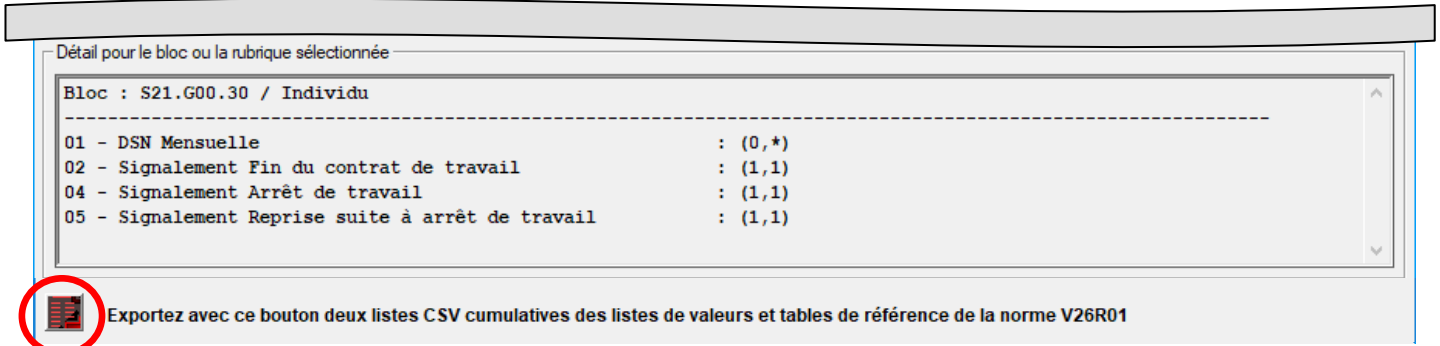 Détail pour le bloc ou la rubrique sélectionnée
Bloc : S21.G00.30 / Individu
----------------------------------------------------------------------------------------------------------------
01 - DSN Mensuelle : (0,*)
02 - Signalement Fin du contrat de travail : (1,1)
04 - Signalement Arrêt de travail : (1,1)
05 - Signalement Reprise suite à arrêt de travail : (1,1)
Exportez avec ce bouton deux listes CSV cumulatives des listes de valeurs et tables de référence de la norme V26R01